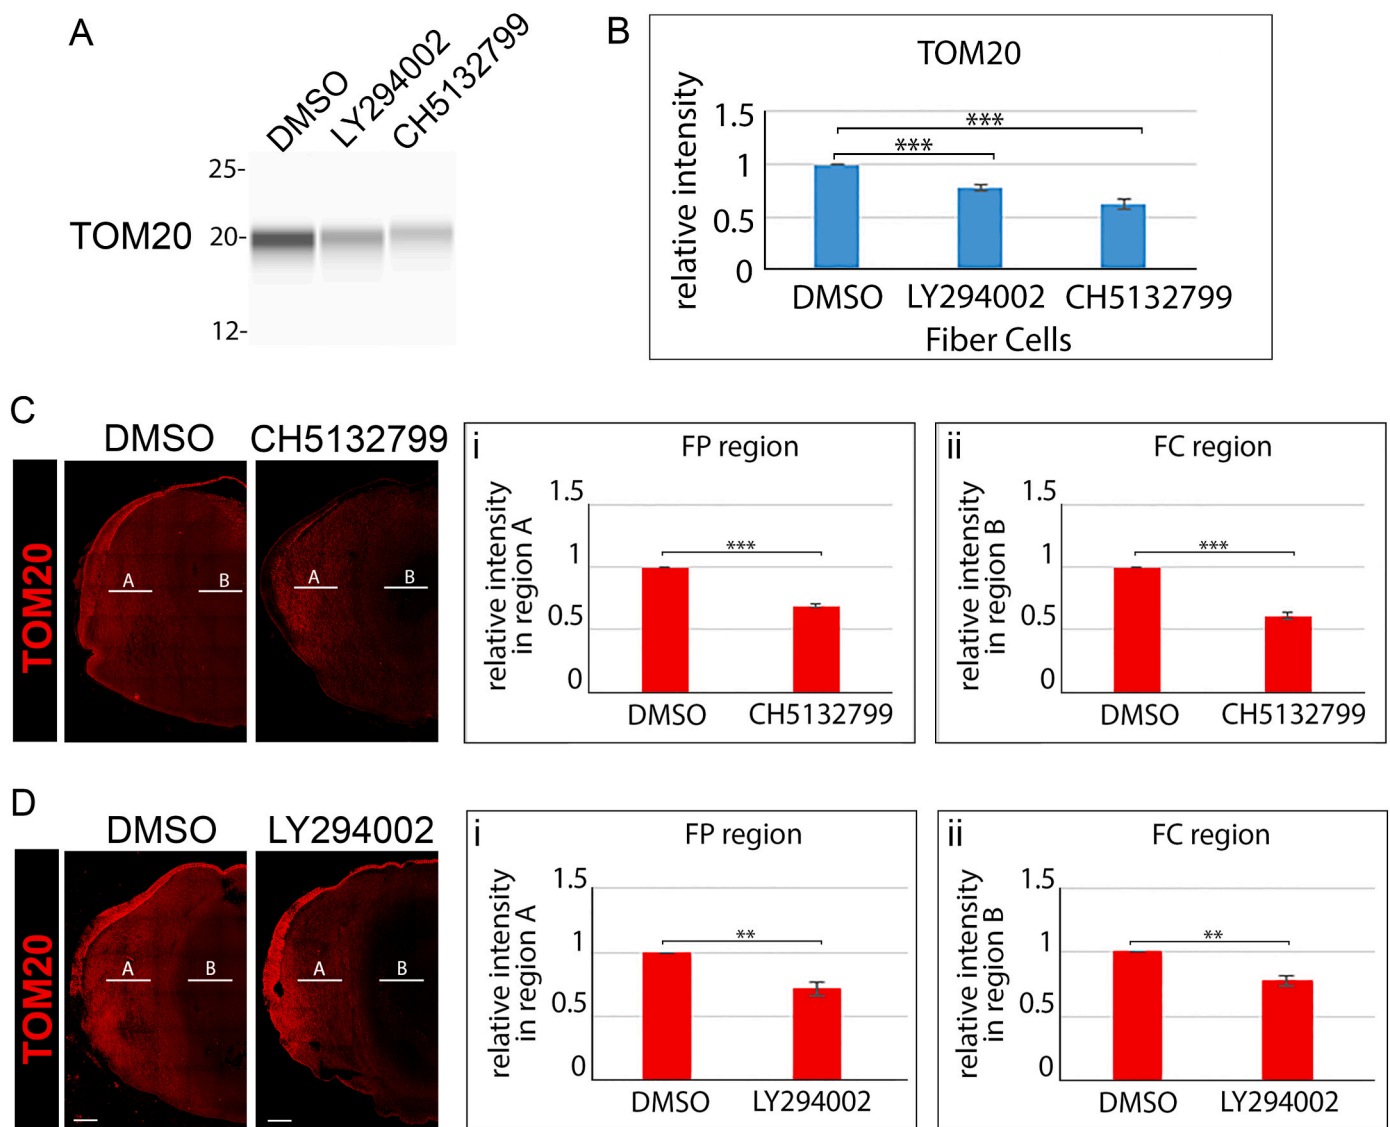 A
DMSO
LY294002
CH5132799
25-
TOM20
20-
12-
B
TOM20
relative intensity
1.5
1
0.5
0
***
***
DMSO
LY294002
CH5132799
Fiber Cells
C
DMSO
CH5132799
TOM20
A
B
A
B
i
FP region
relative intensity
in region A
1.5
1
0.5
0
***
DMSO
CH5132799
ii
FC region
relative intensity
in region B
1.5
1
0.5
0
***
DMSO
CH5132799
D
DMSO
LY294002
TOM20
A
B
A
B
i
FP region
relative intensity
in region A
1.5
1
0.5
0
**
DMSO
LY294002
ii
FC region
relative intensity
in region B
1.5
1
0.5
0
**
DMSO
LY294002